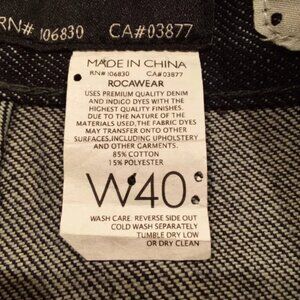 RN# 106830 CA#03877
MADE IN CHINA
RN# 106830 CA#03877
ROCAWEAR
USES PREMIUM QUALITY DENIM
AND INDIGO DYES WITH THE
HIGHEST QUALITY FINISHES.
DUE TO THE NATURE OF THE
MATERIALS USED,THE FABRIC DYES
MAY TRANSFER ONTO OTHER
SURFACES,INCLUDING UPHOLSTERY
AND OTHER GARMENTS.
85% COTTON
15% POLYESTER
W40
WASH CARE: REVERSE SIDE OUT
COLD WASH SEPARATELY
TUMBLE DRY LOW
OR DRY CLEAN